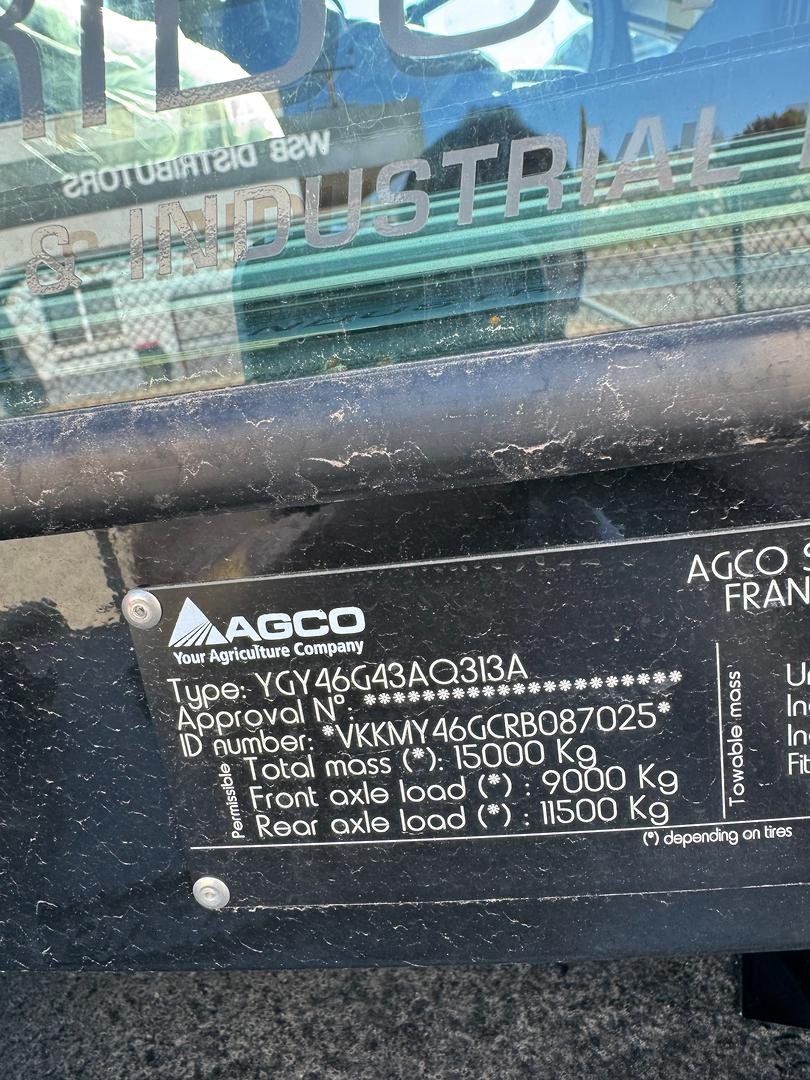 WSB DISTRIBUTORS
& INDUSTRIAL
AGCO
Your Agriculture Company
AGCO
Type: YGY46G43AQ313A
Approval N°: ********************
ID number: *VKKMY46GCRB087025*
Permissible
Total mass (*): 15000 Kg
Front axle load (*) : 9000 Kg
Rear axle load (*) : 11500 Kg
Towable mass
(*) depending on tires